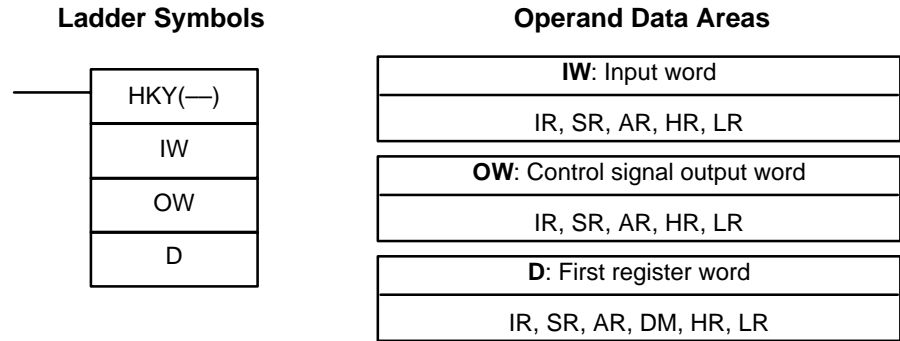 Ladder Symbols
HKY(––)
IW
OW
D
Operand Data Areas
IW: Input word
IR, SR, AR, HR, LR
OW: Control signal output word
IR, SR, AR, HR, LR
D: First register word
IR, SR, AR, DM, HR, LR